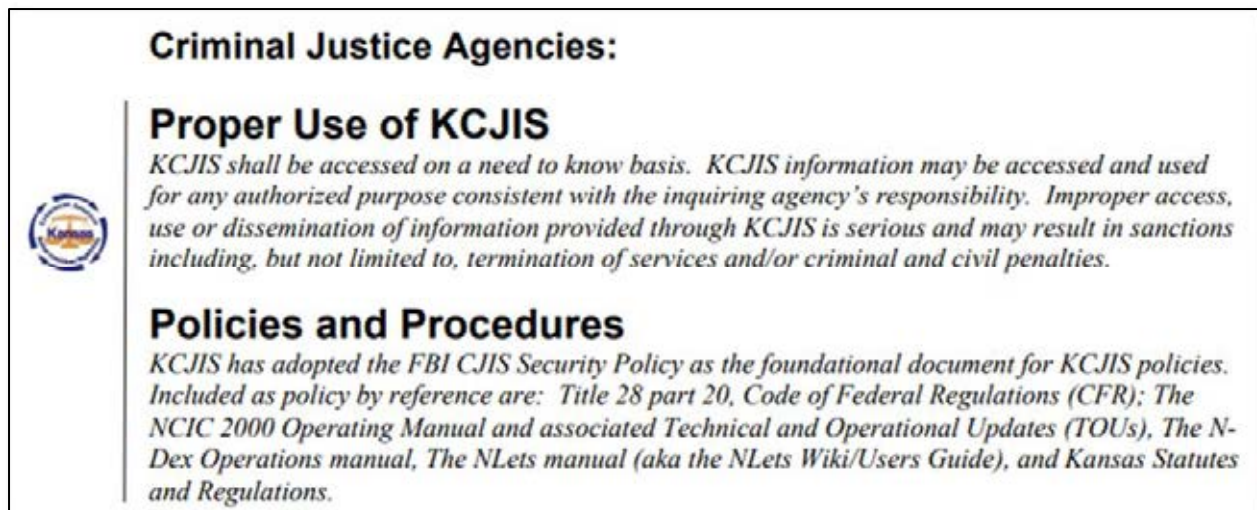 Criminal Justice Agencies:
Proper Use of KCJIS
KCJIS shall be accessed on a need to know basis.  KCJIS information may be accessed and used
for any authorized purpose consistent with the inquiring agency's responsibility.  Improper access,
use or dissemination of information provided through KCJIS is serious and may result in sanctions
including, but not limited to, termination of services and/or criminal and civil penalties.
Kansas
Policies and Procedures
KCJIS has adopted the FBI CJIS Security Policy as the foundational document for KCJIS policies.
Included as policy by reference are:  Title 28 part 20, Code of Federal Regulations (CFR); The
NCIC 2000 Operating Manual and associated Technical and Operational Updates (TOUs), The N-
Dex Operations manual, The NLets manual (aka the NLets Wiki/Users Guide), and Kansas Statutes
and Regulations.